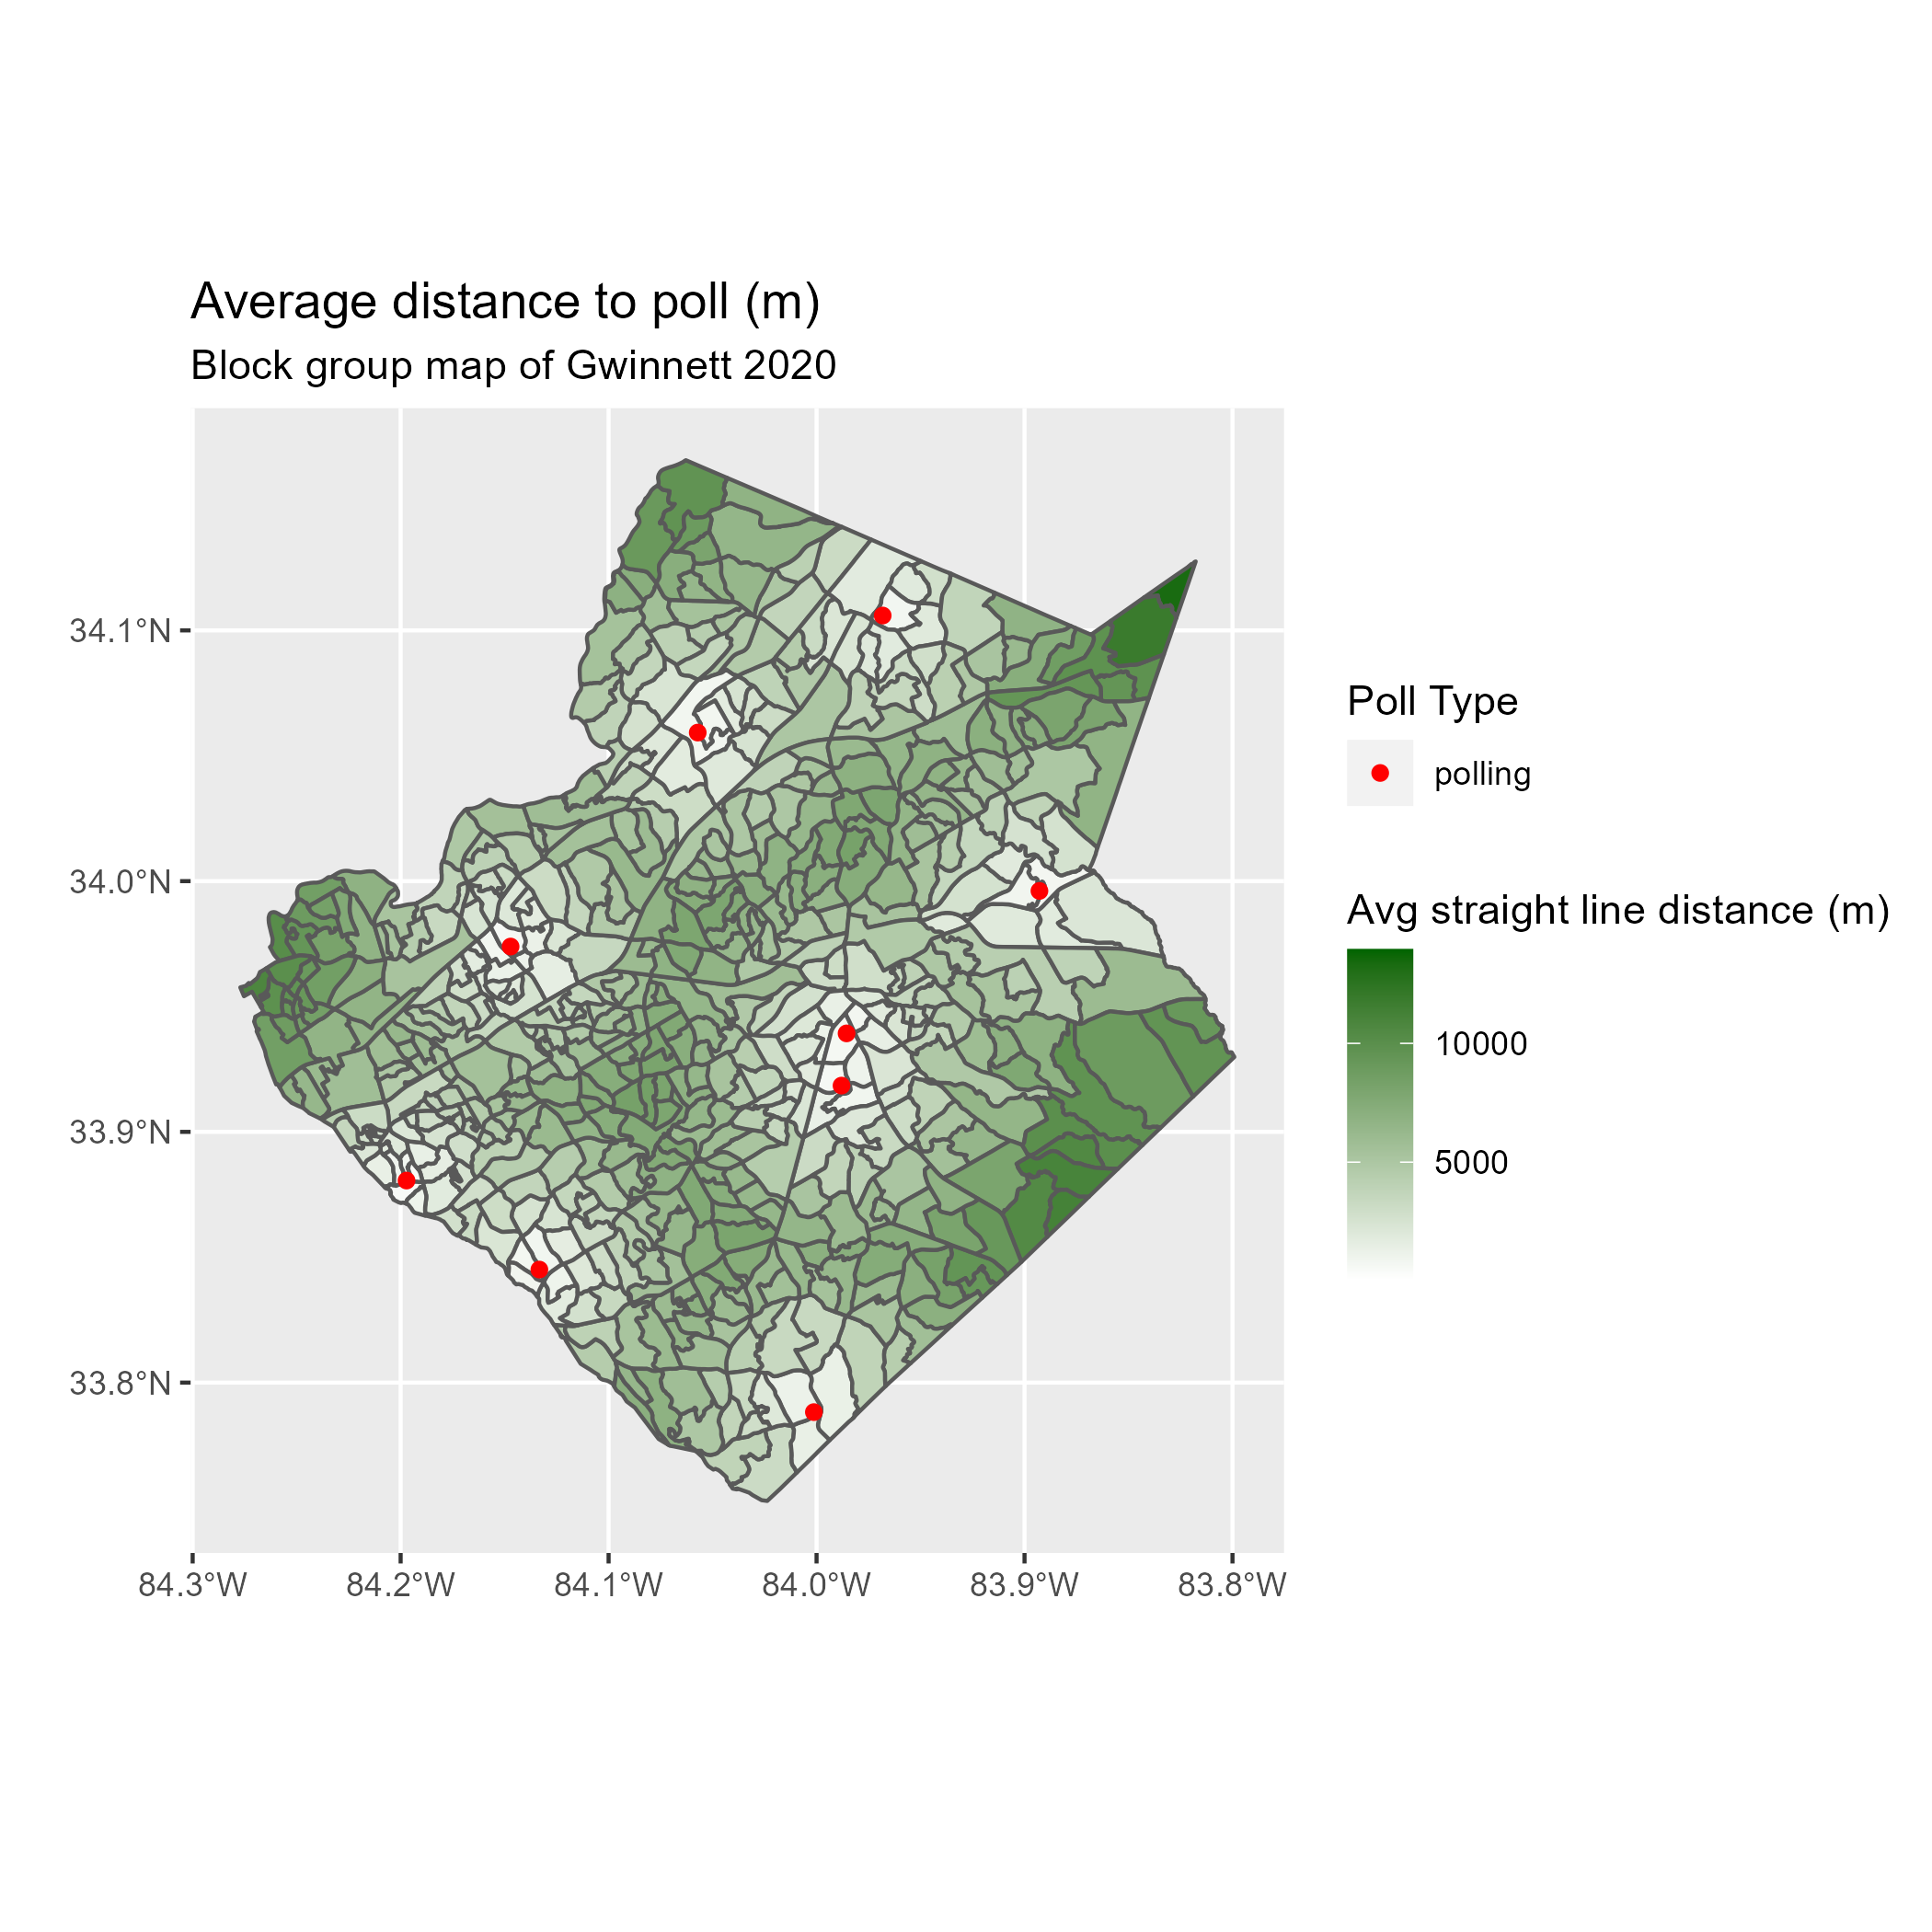 Average distance to poll (m)
Block group map of Gwinnett 2020
34.1°N
34.0°N
33.9°N
33.8°N
84.3°W
84.2°W
84.1°W
84.0°W
83.9°W
83.8°W
Poll Type
polling
Avg straight line distance (m)
10000
5000